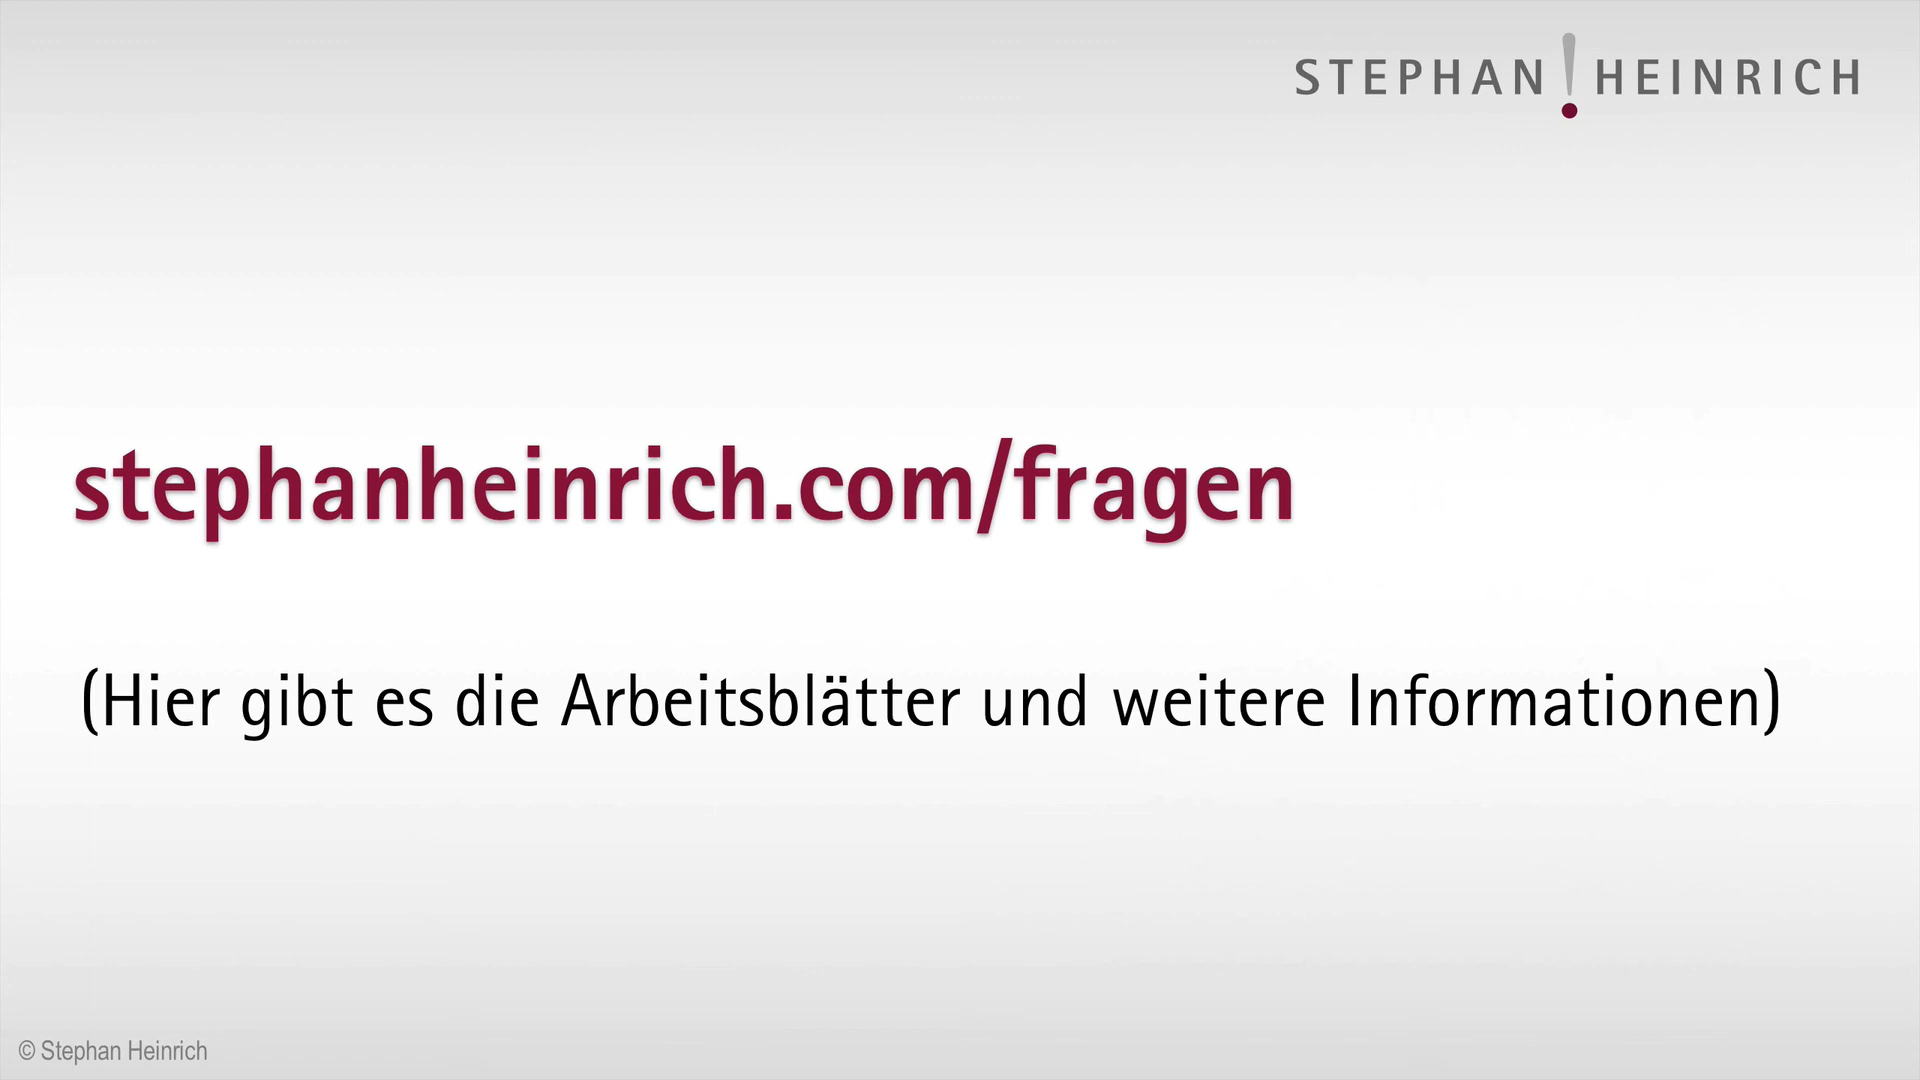 STEPHAN!HEINRICH
stephanheinrich.com/fragen
(Hier gibt es die Arbeitsblätter und weitere Informationen)
© Stephan Heinrich